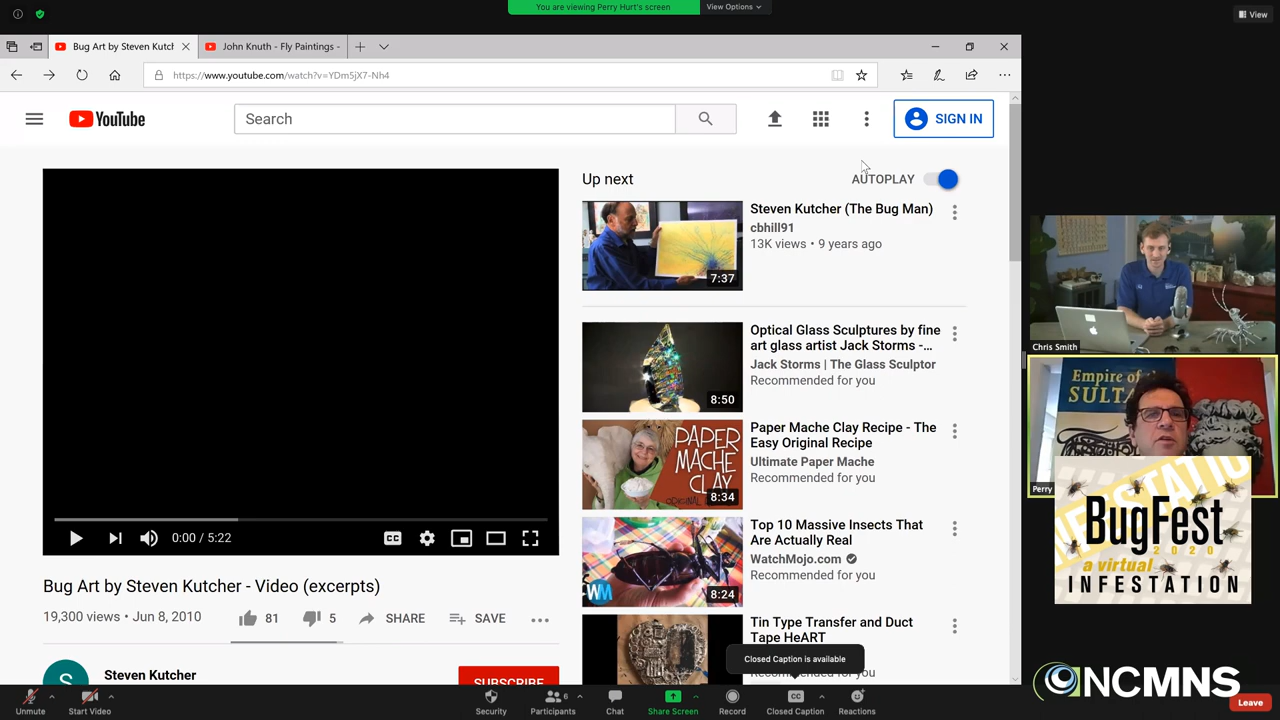 You are viewing Perry Hurt's screen
View Options
View
Bug Art by Steven Kutch
John Knuth - Fly Paintings -
https://www.youtube.com/watch?v=YDm5jX7-Nh4
YouTube
Search
SIGN IN
Up next
AUTOPLAY
Steven Kutcher (The Bug Man)
cbhill91
13K views • 9 years ago
7:37
Optical Glass Sculptures by fine
art glass artist Jack Storms -...
Jack Storms | The Glass Sculptor
Recommended for you
8:50
Paper Mache Clay Recipe - The
Easy Original Recipe
Ultimate Paper Mache
Recommended for you
PAPER
MACHE
CLAY
8:34
Top 10 Massive Insects That
Are Actually Real
WatchMojo.com
Recommended for you
WM
8:24
Tin Type Transfer and Duct
Tape HeART
0:00 / 5:22
CC
Bug Art by Steven Kutcher - Video (excerpts)
19,300 views • Jun 8, 2010
81
5
SHARE
SAVE
S
Steven Kutcher
SUBSCRIBE
Closed Caption is available
Chris Smith
Empire of
SULTA
Perry
BugFest
2020
a virtual
INFESTATION
NCMNS
Unmute
Start Video
Security
Participants
6
Chat
Share Screen
Record
CC
Closed Caption
Reactions
Leave